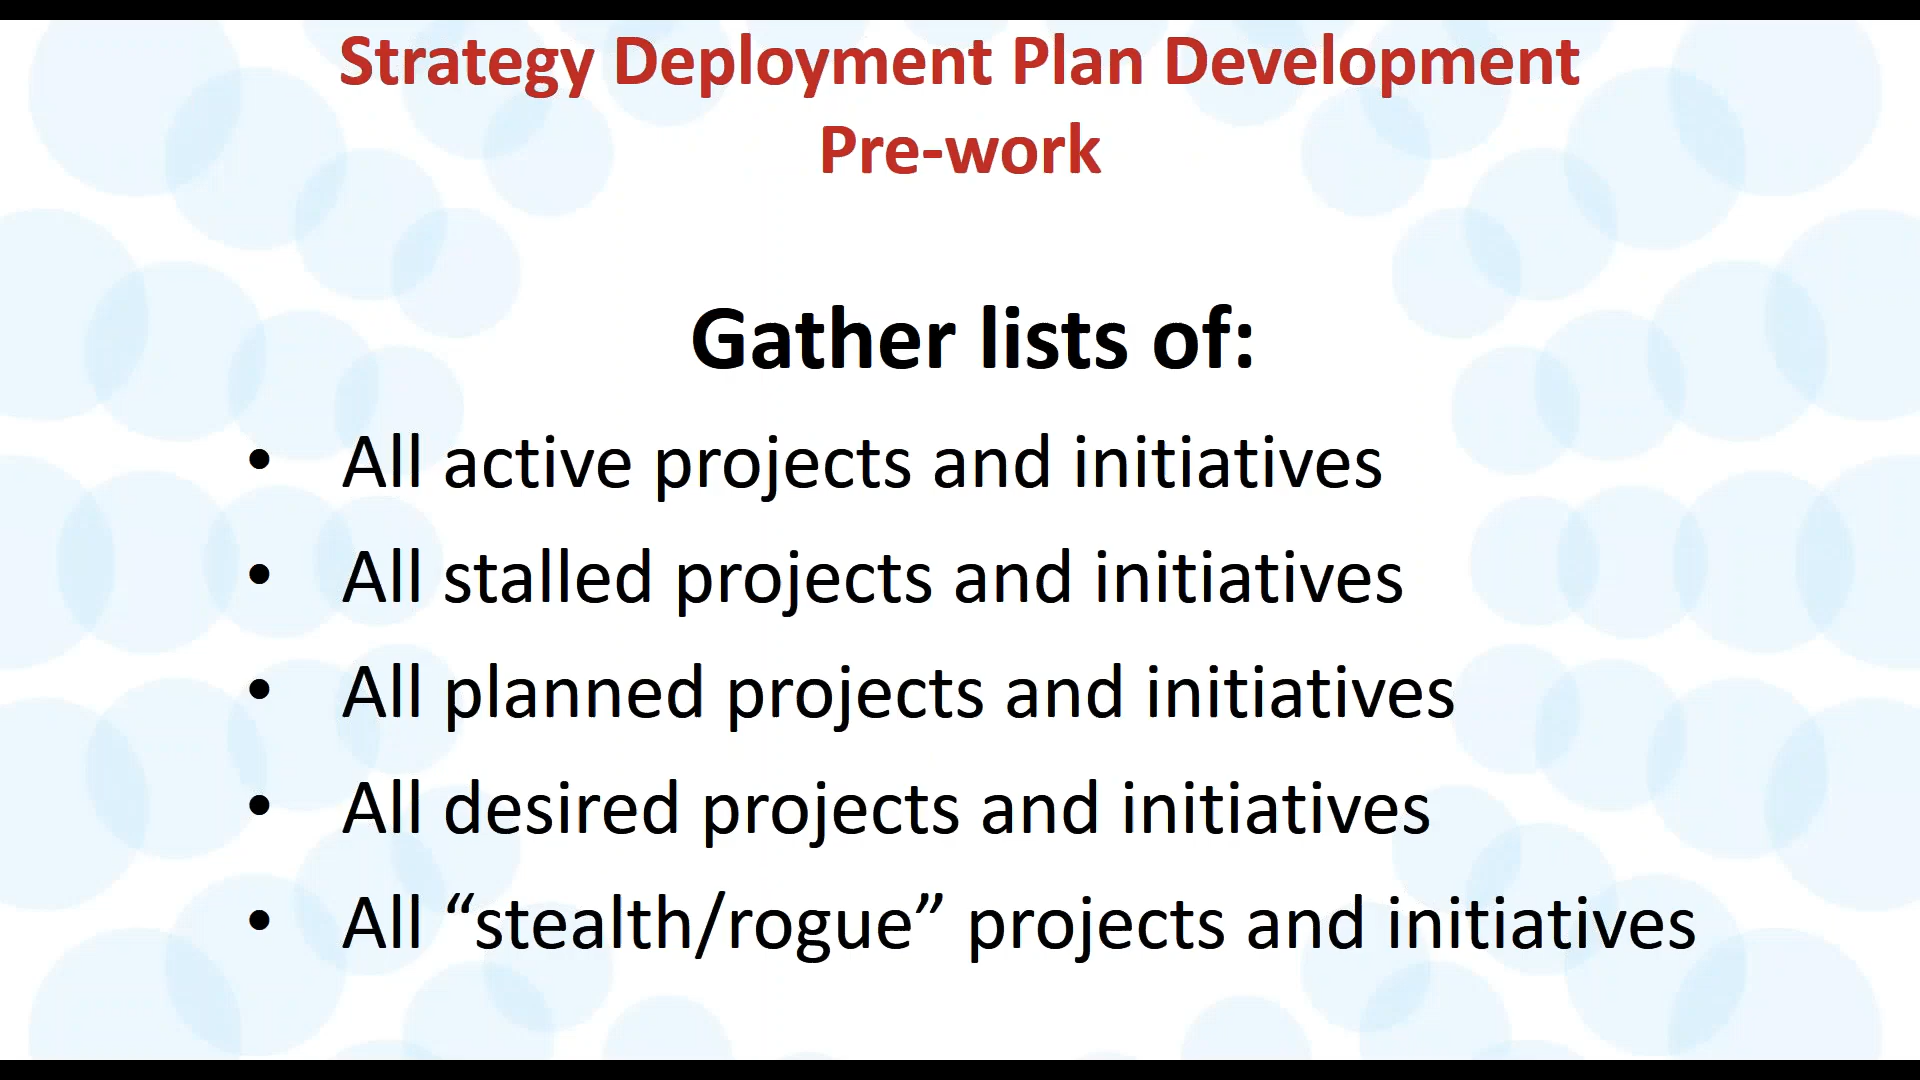 Strategy Deployment Plan Development
Pre-work
Gather lists of:
• All active projects and initiatives
• All stalled projects and initiatives
• All planned projects and initiatives
• All desired projects and initiatives
• All “stealth/rogue” projects and initiatives